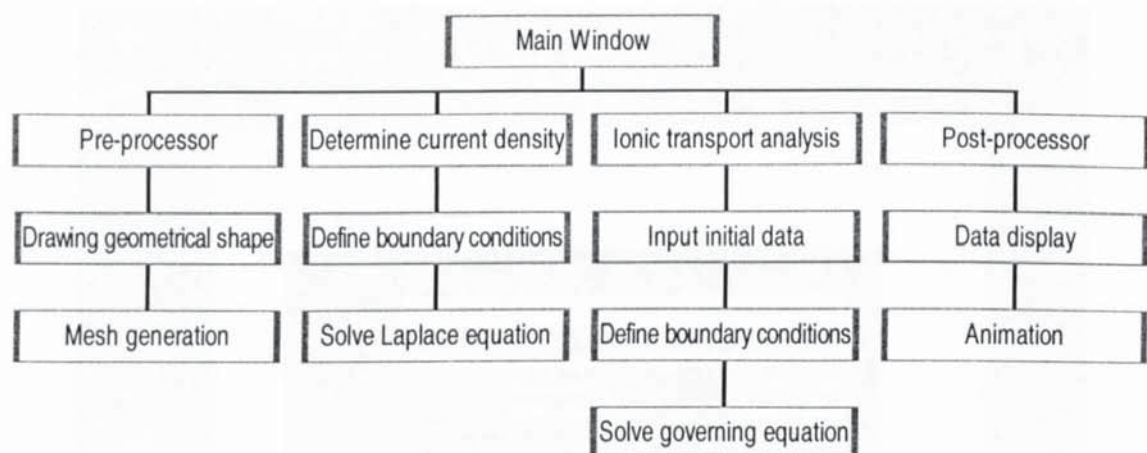 Main Window
Pre-processor
Determine current density
Ionic transport analysis
Post-processor
Drawing geometrical shape
Define boundary conditions
Input initial data
Data display
Mesh generation
Solve Laplace equation
Define boundary conditions
Animation
Solve governing equation